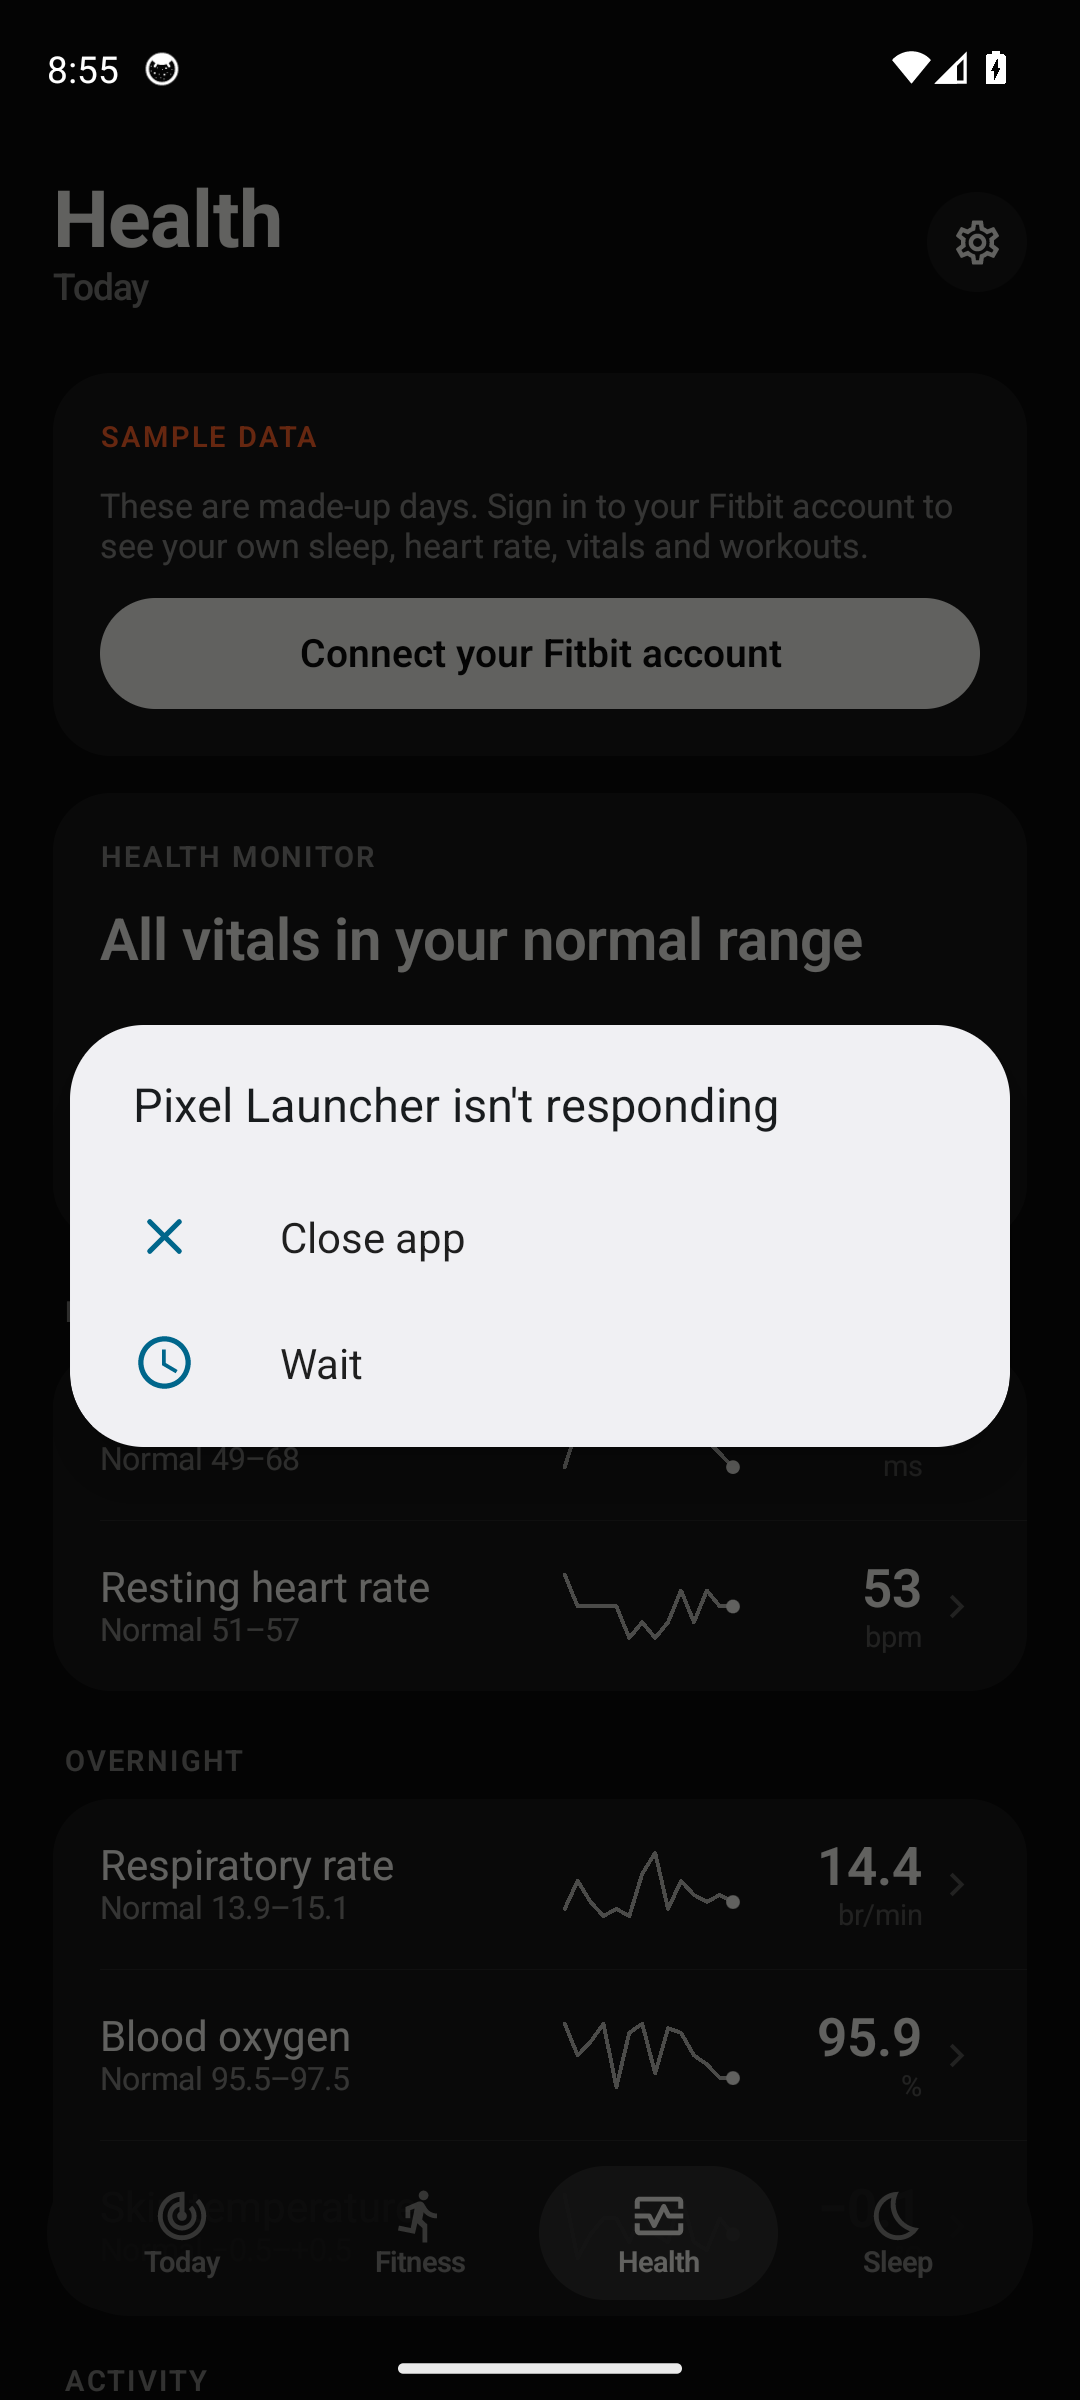 8:55
Health
Today
SAMPLE DATA
These are made-up days. Sign in to your Fitbit account to
see your own sleep, heart rate, vitals and workouts.
Connect your Fitbit account
HEALTH MONITOR
All vitals in your normal range
Pixel Launcher isn't responding
Close app
Wait
Normal 49–68
ms
Resting heart rate
53
Normal 51–57
bpm
OVERNIGHT
Respiratory rate
14.4
Normal 13.9–15.1
br/min
Blood oxygen
95.9
Normal 95.5–97.5
%
Skin temperature
Today
Fitness
Health
Sleep
ACTIVITY